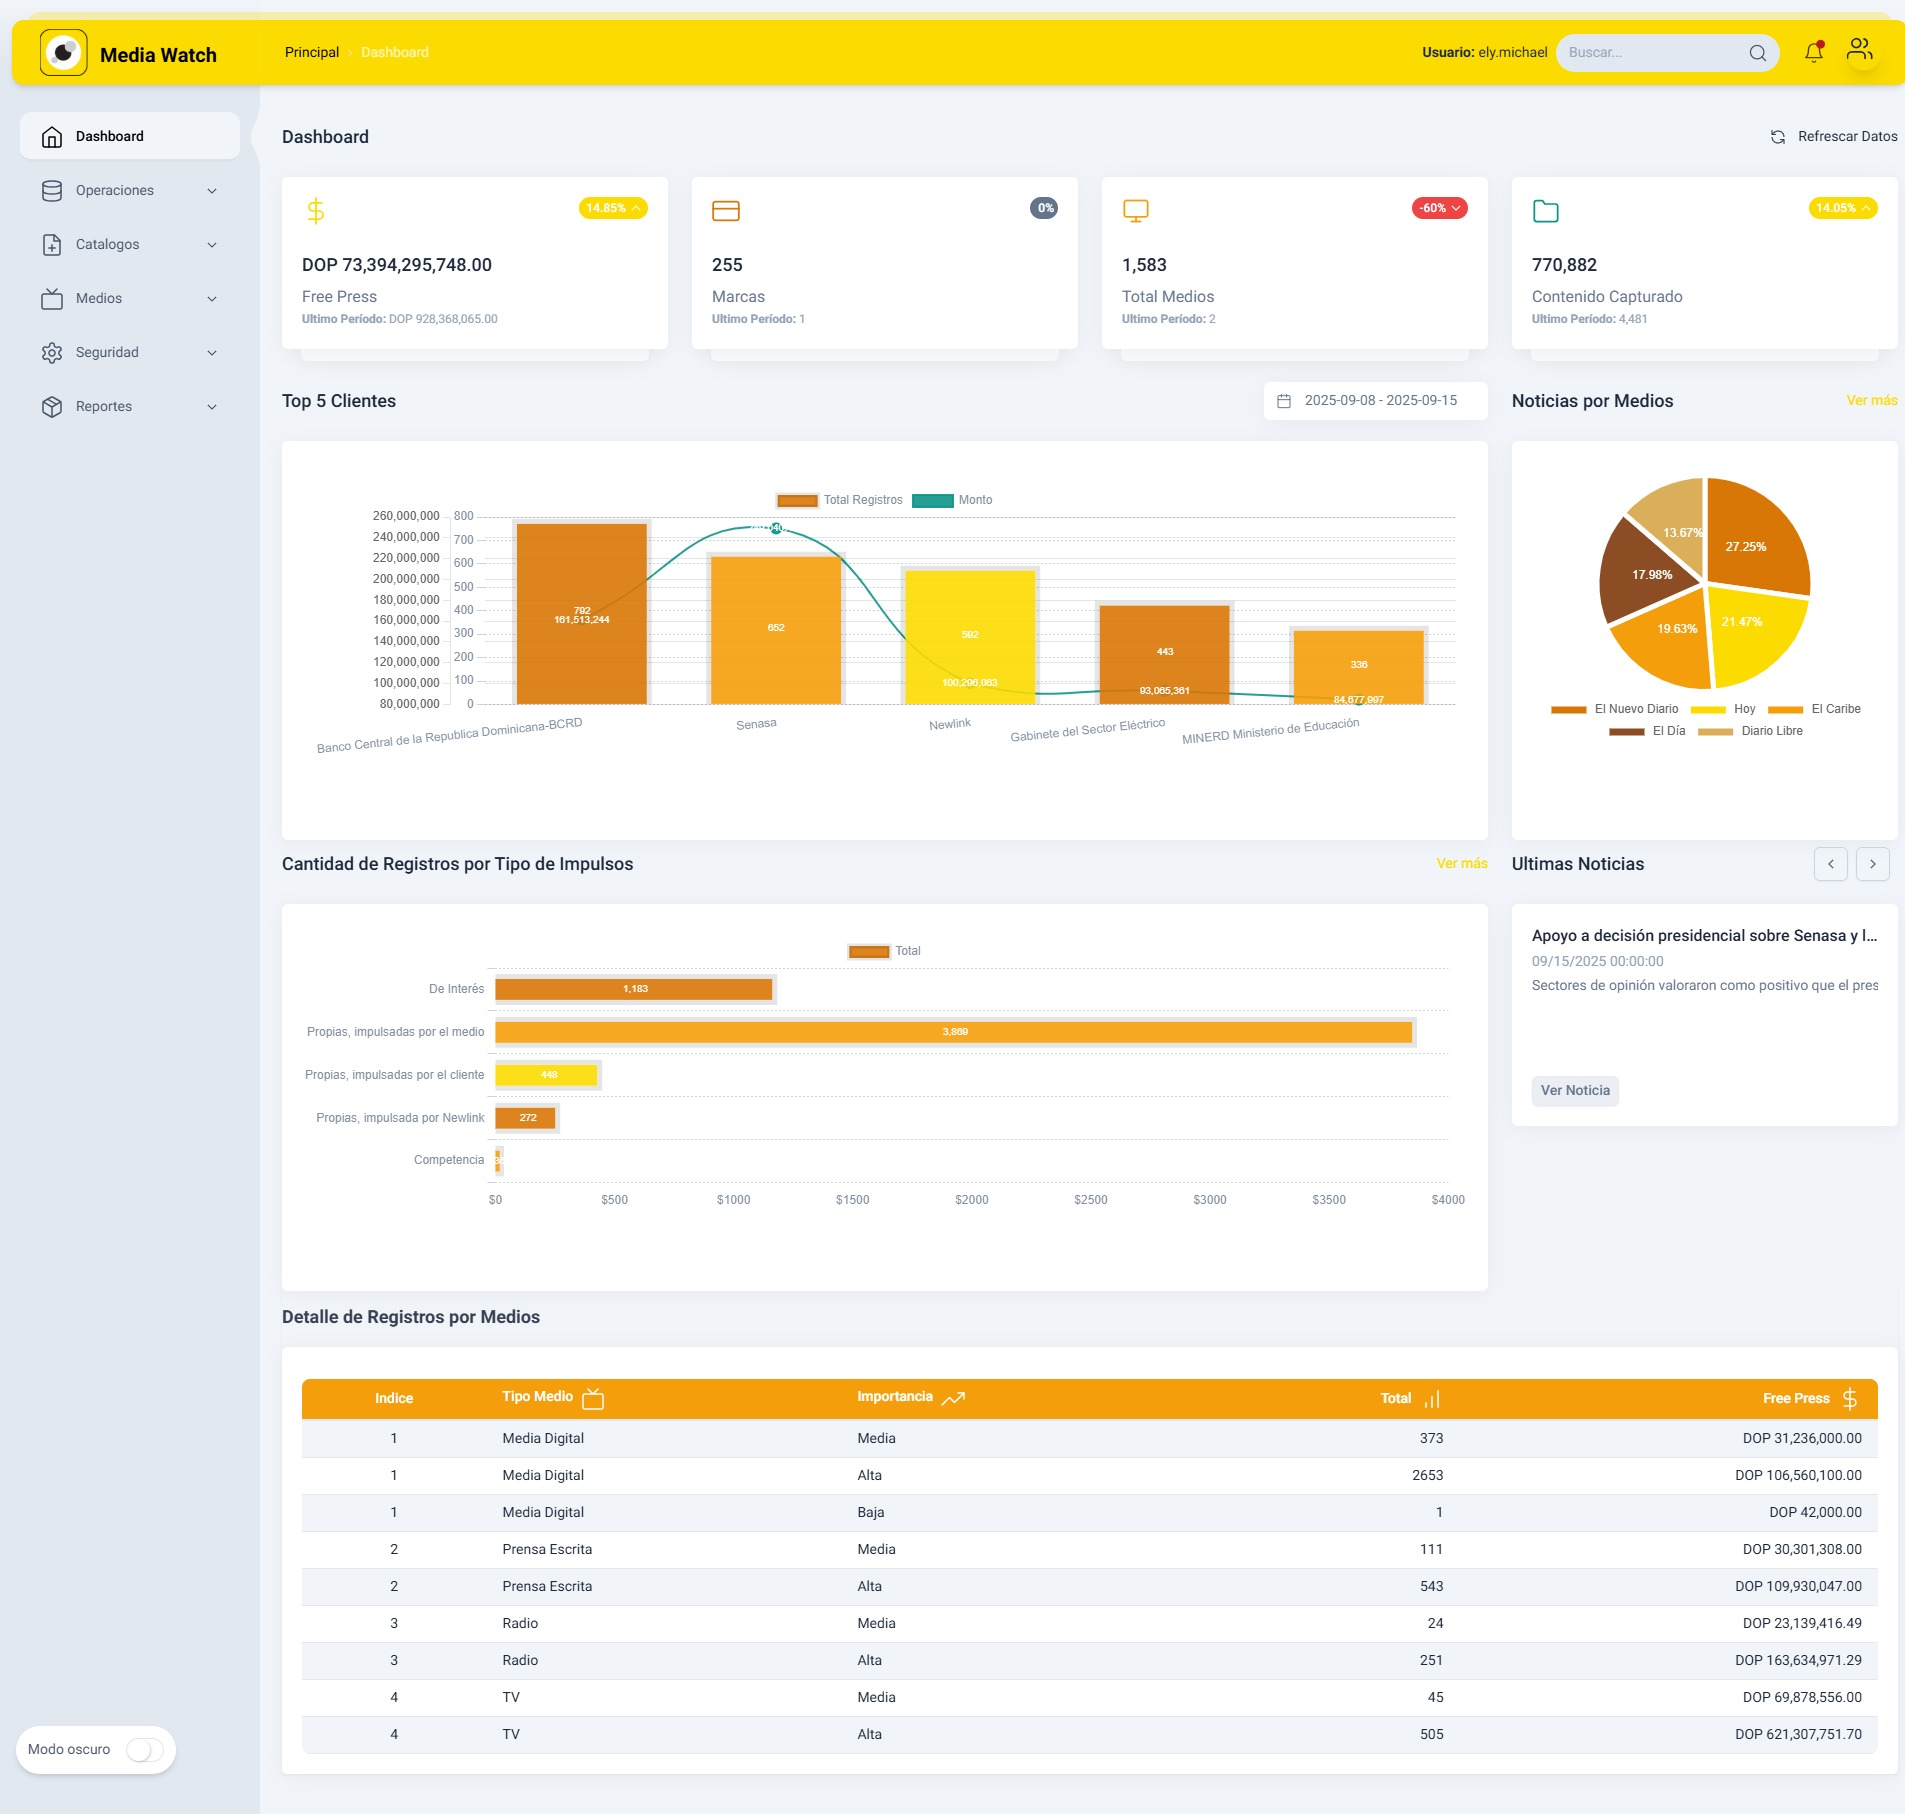 Media Watch
Principal
Dashboard
Usuario: ely.michael
Buscar...
Dashboard
Operaciones
Catalogos
Medios
Seguridad
Reportes
Modo oscuro
Dashboard
Refrescar Datos
14.85%
DOP 73,394,295,748.00
Free Press
Ultimo Período: DOP 928,368,065.00
0%
255
Marcas
Ultimo Período: 1
-60%
1,583
Total Medios
Ultimo Período: 2
14.05%
770,882
Contenido Capturado
Ultimo Período: 4,481
Top 5 Clientes
2025-09-08 - 2025-09-15
Total Registros Monto
260,000,000 800
240,000,000 700
220,000,000 600
200,000,000 500
180,000,000 400
160,000,000 300
140,000,000 200
120,000,000 100
100,000,000 0
80,000,000
792
161,513,244
652
592
100,296,063
443
93,065,361
336
84,677,997
Banco Central de la Republica Dominicana-BCRD
Senasa
Newlink
Gabinete del Sector Eléctrico
MINERD Ministerio de Educación
Noticias por Medios
Ver más
13.67%
27.25%
17.98%
19.63%
21.47%
El Nuevo Diario Hoy El Caribe
El Día Diario Libre
Cantidad de Registros por Tipo de Impulsos
Ver más
Total
De Interés 1,183
Propias, impulsadas por el medio 3,869
Propias, impulsadas por el cliente 448
Propias, impulsada por Newlink 272
Competencia
$0 $500 $1000 $1500 $2000 $2500 $3000 $3500 $4000
Ultimas Noticias
Apoyo a decisión presidencial sobre Senasa y l...
09/15/2025 00:00:00
Sectores de opinión valoraron como positivo que el pres
Ver Noticia
Detalle de Registros por Medios
Indice Tipo Medio Importancia Total Free Press
1 Media Digital Media 373 DOP 31,236,000.00
1 Media Digital Alta 2653 DOP 106,560,100.00
1 Media Digital Baja 1 DOP 42,000.00
2 Prensa Escrita Media 111 DOP 30,301,308.00
2 Prensa Escrita Alta 543 DOP 109,930,047.00
3 Radio Media 24 DOP 23,139,416.49
3 Radio Alta 251 DOP 163,634,971.29
4 TV Media 45 DOP 69,878,556.00
4 TV Alta 505 DOP 621,307,751.70